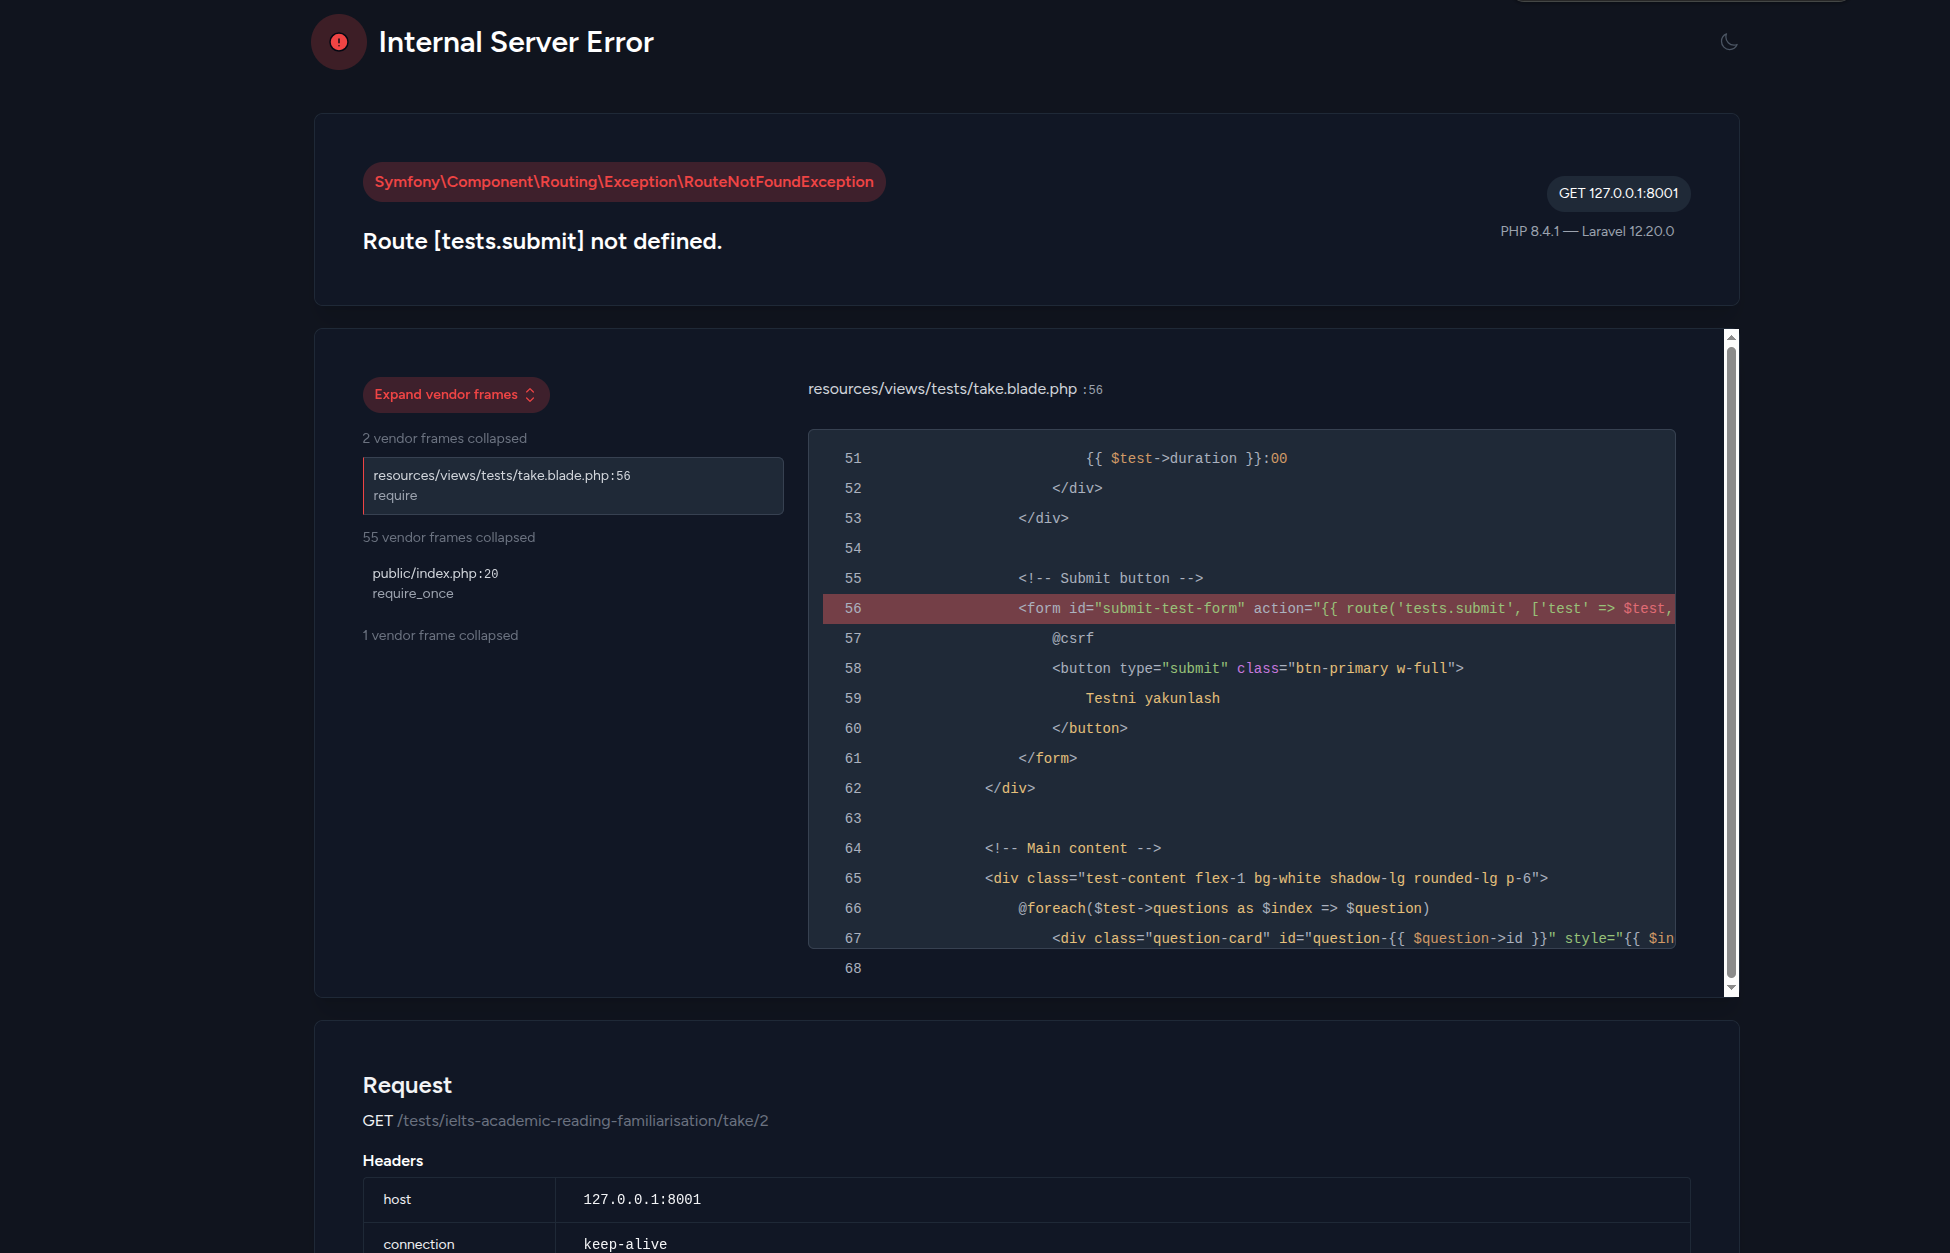 Internal Server Error
Symfony\Component\Routing\Exception\RouteNotFoundException
GET 127.0.0.1:8001
Route [tests.submit] not defined.
PHP 8.4.1 — Laravel 12.20.0
Expand vendor frames
2 vendor frames collapsed
resources/views/tests/take.blade.php:56
require
55 vendor frames collapsed
public/index.php:20
require_once
1 vendor frame collapsed
resources/views/tests/take.blade.php :56
51 {{ $test->duration }}:00
52 </div>
53 </div>
54
55 <!-- Submit button -->
56 <form id="submit-test-form" action="{{ route('tests.submit', ['test' => $test,
57 @csrf
58 <button type="submit" class="btn-primary w-full">
59 Testni yakunlash
60 </button>
61 </form>
62 </div>
63
64 <!-- Main content -->
65 <div class="test-content flex-1 bg-white shadow-lg rounded-lg p-6">
66 @foreach($test->questions as $index => $question)
67 <div class="question-card" id="question-{{ $question->id }}" style="{{ $in
68
Request
GET /tests/ielts-academic-reading-familiarisation/take/2
Headers
host 127.0.0.1:8001
connection keep-alive